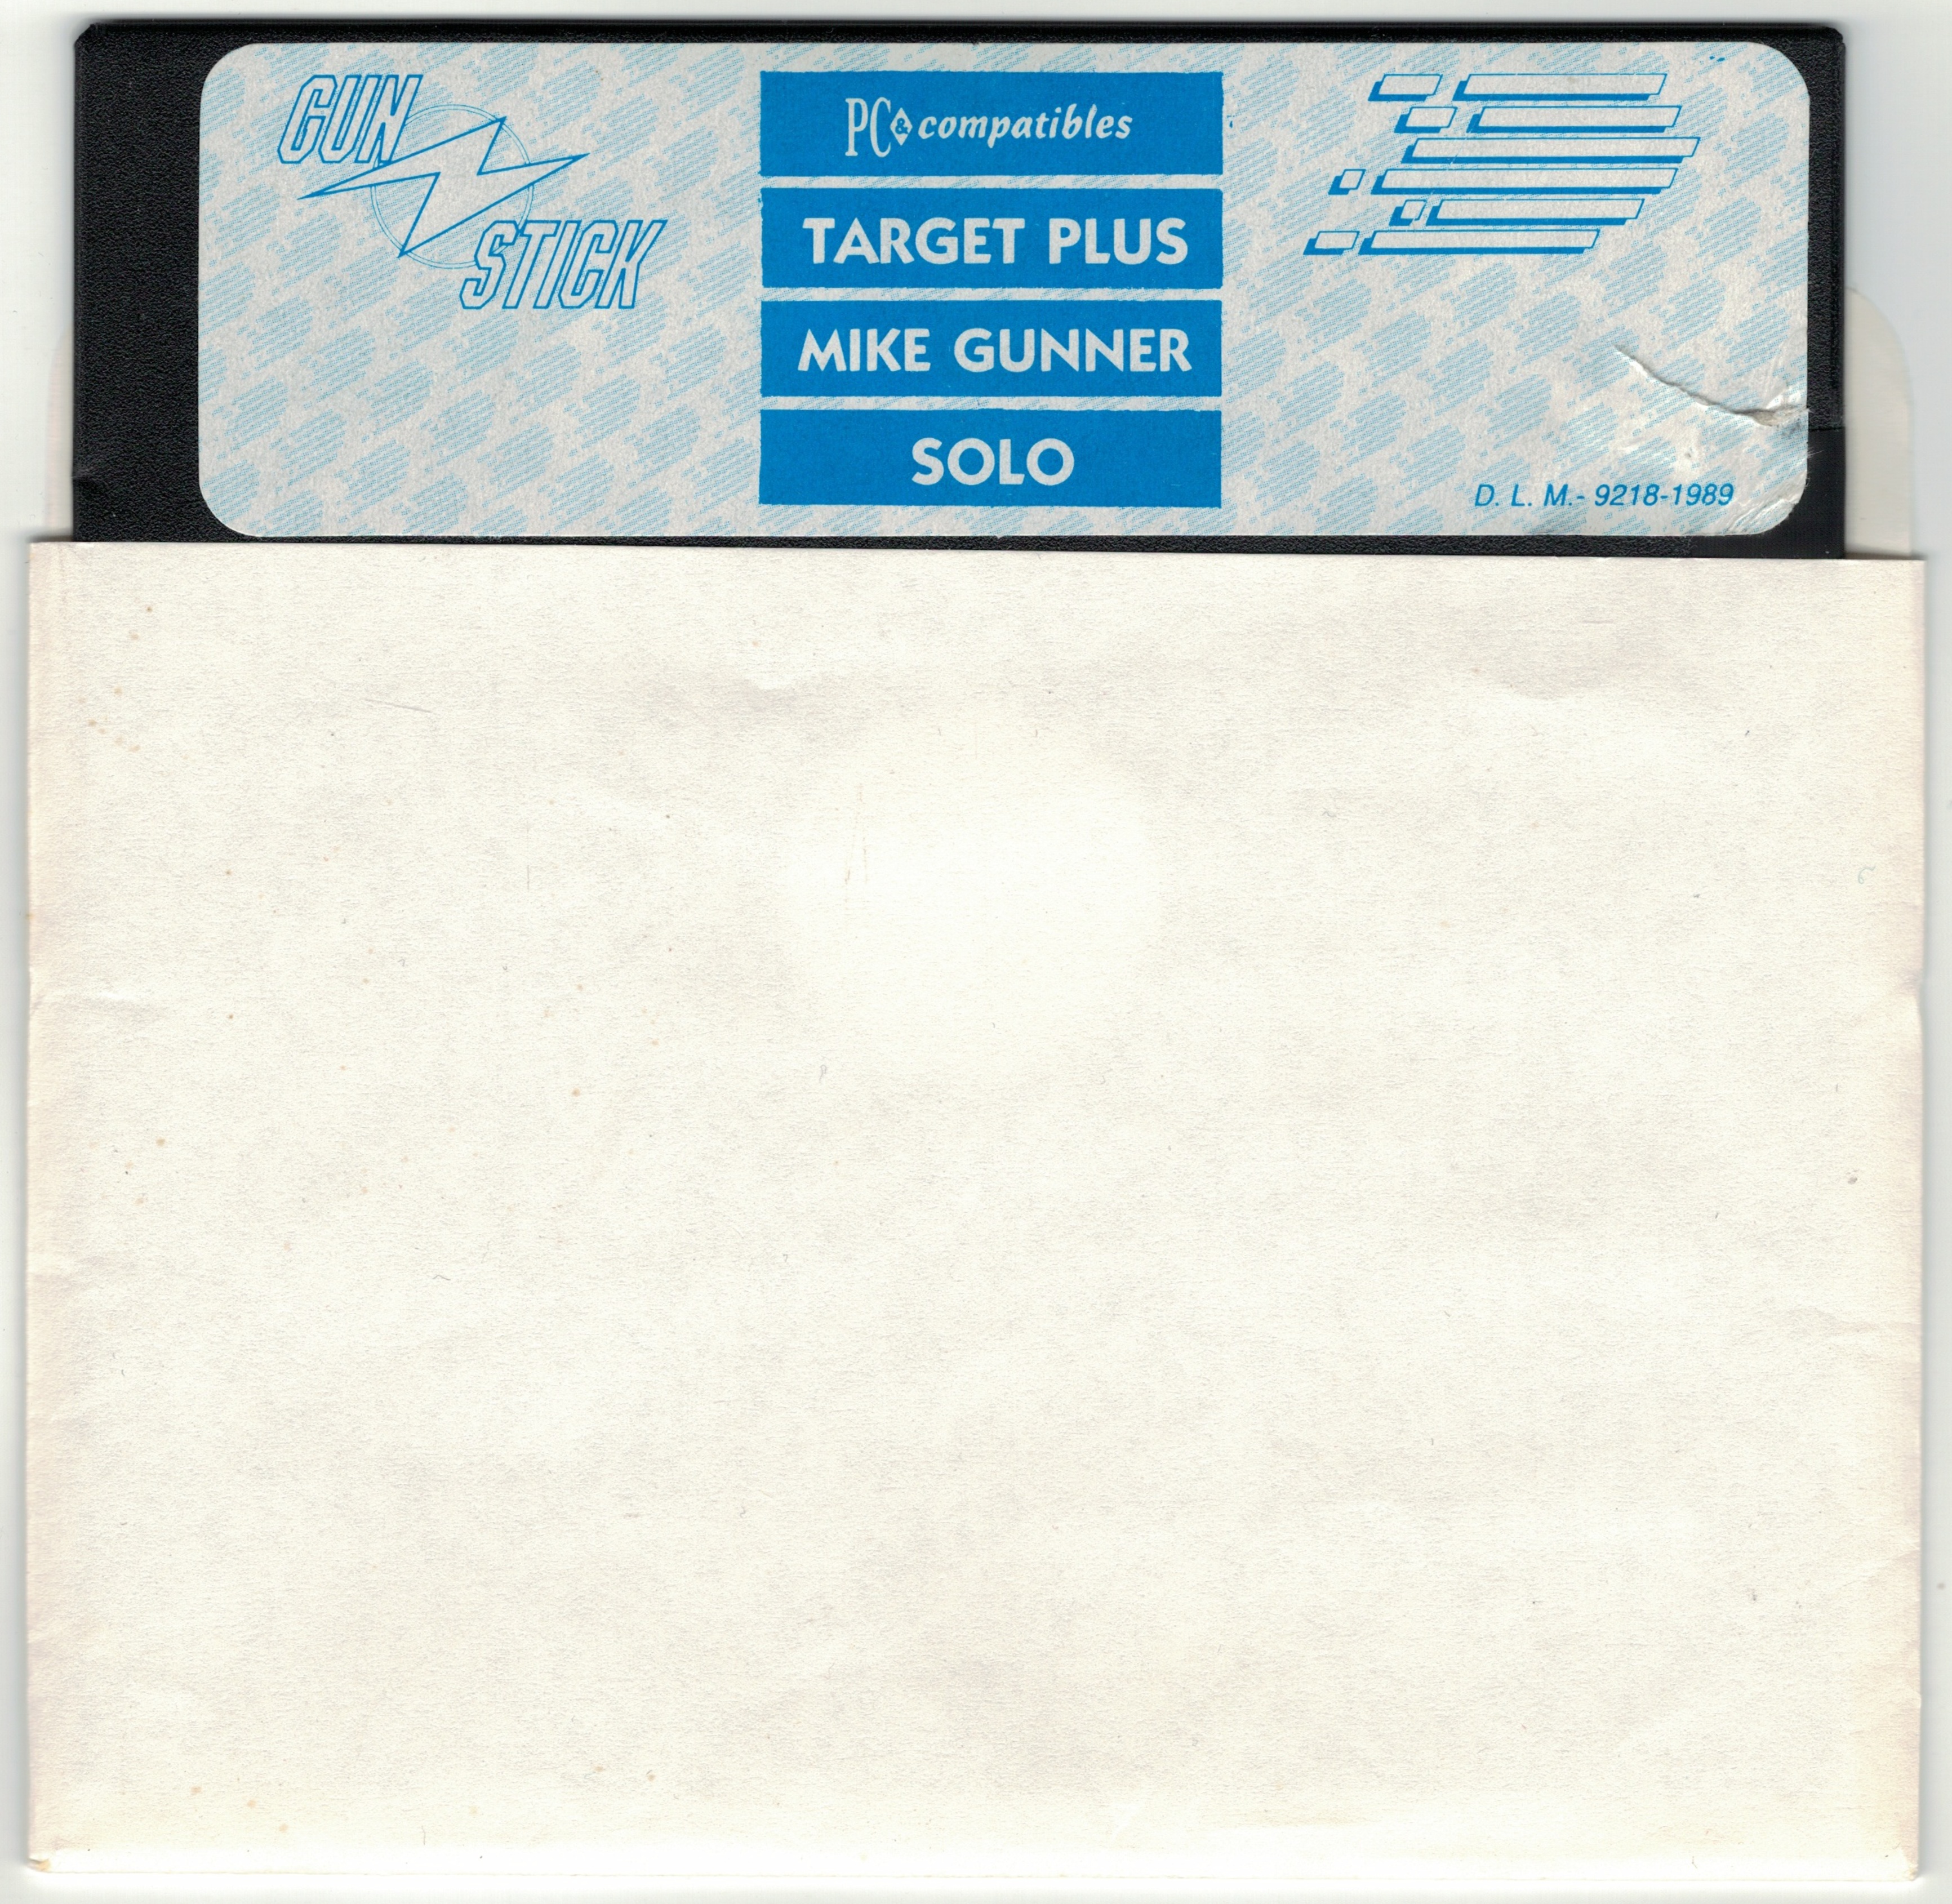 GUN
STICK
PC & compatibles
TARGET PLUS
MIKE GUNNER
SOLO
D. L. M.- 9218-1989